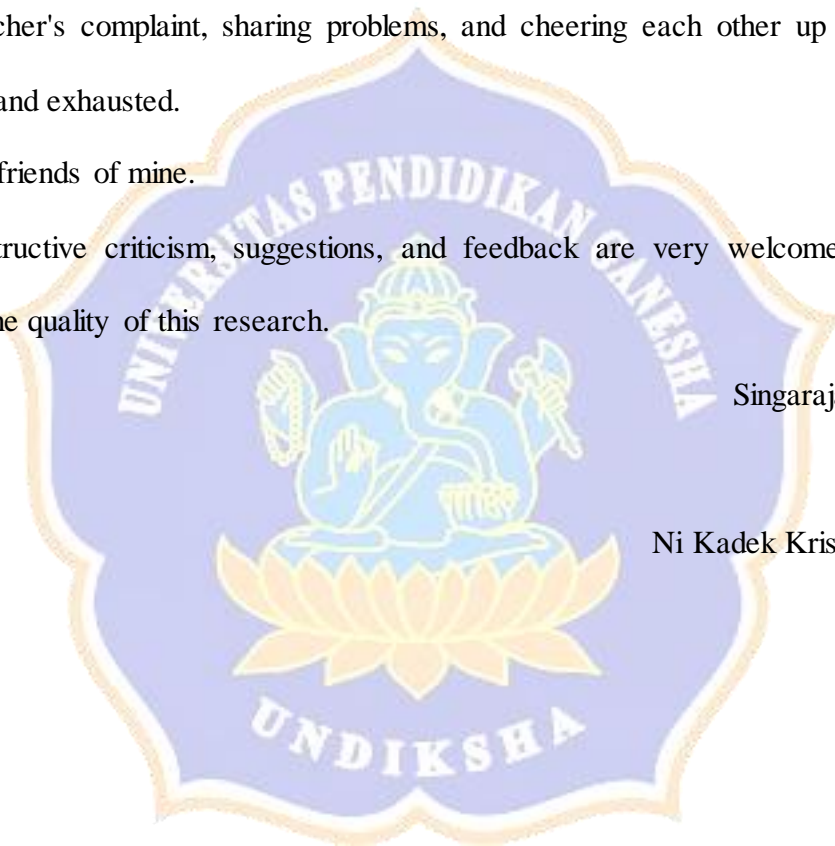 cher's complaint, sharing problems, and cheering each other up
and exhausted.
friends of mine.
UNIVERSITAS PENDIDIKAN GANESHA
tructive criticism, suggestions, and feedback are very welcome
ne quality of this research.
Singaraj
Ni Kadek Kris
UNDIKSHA